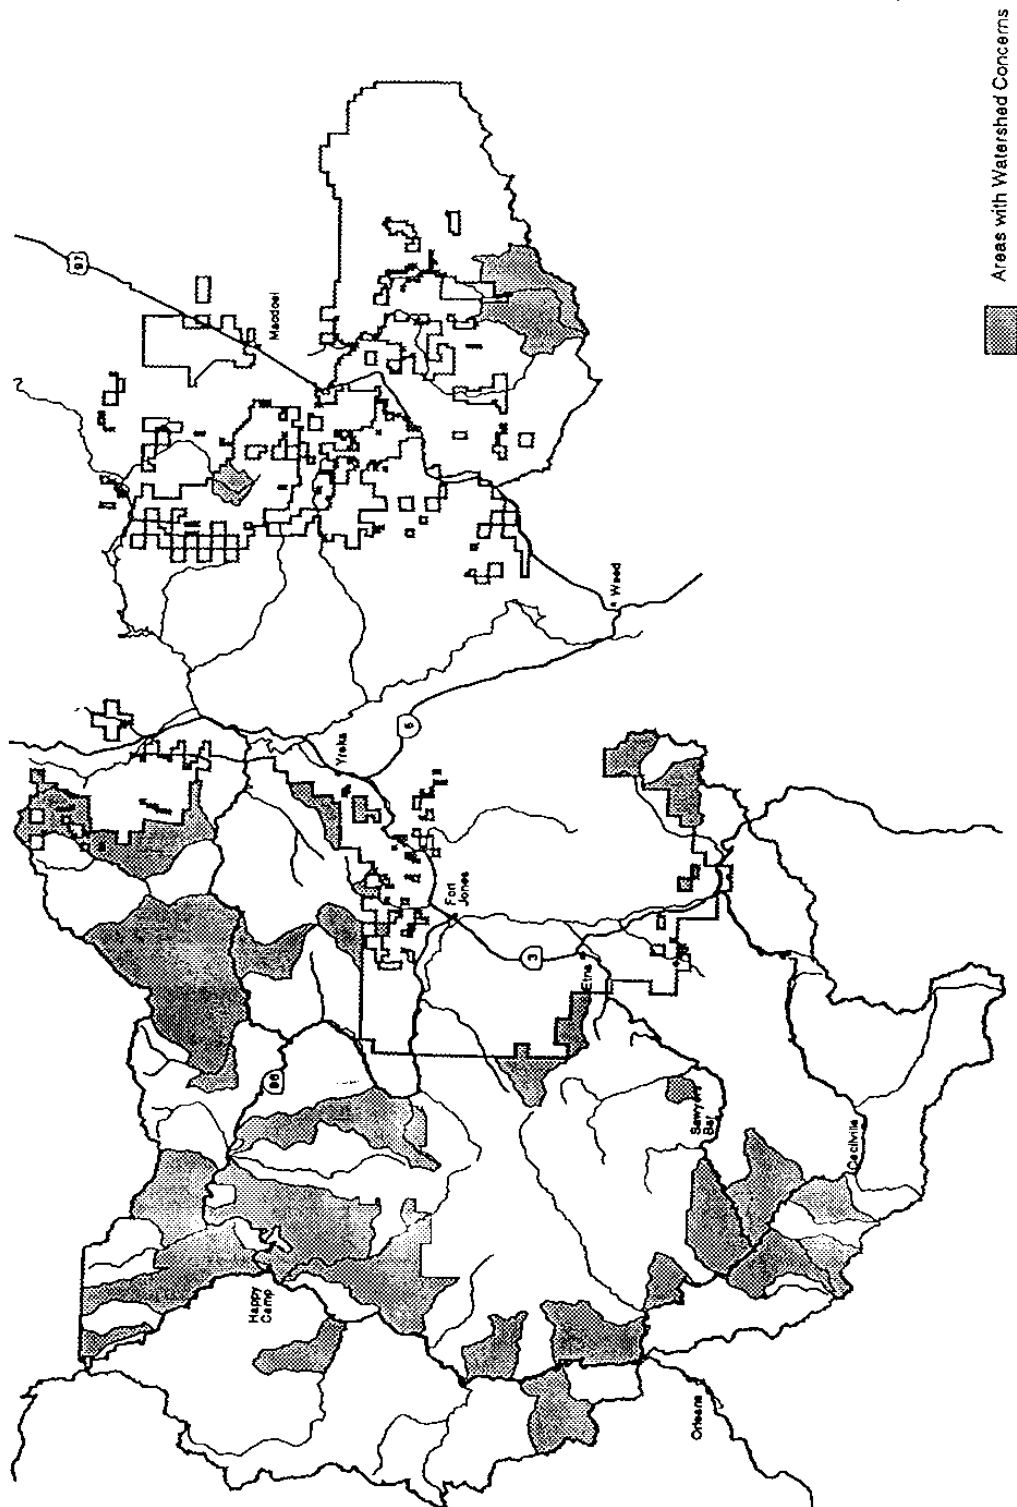 97
Macdoel
Weed
5
Yreka
Fort
Jones
3
Etna
96
Sawyers
Bar
Cecilville
Happy
Camp
Orleans
Areas with Watershed Concerns